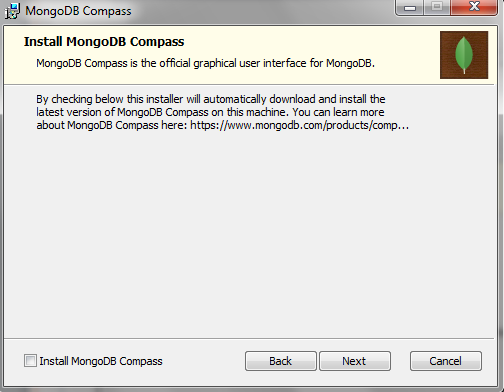 MongoDB Compass
Install MongoDB Compass
MongoDB Compass is the official graphical user interface for MongoDB.
By checking below this installer will automatically download and install the
latest version of MongoDB Compass on this machine. You can learn more
about MongoDB Compass here: https://www.mongodb.com/products/comp...
Install MongoDB Compass
Back
Next
Cancel